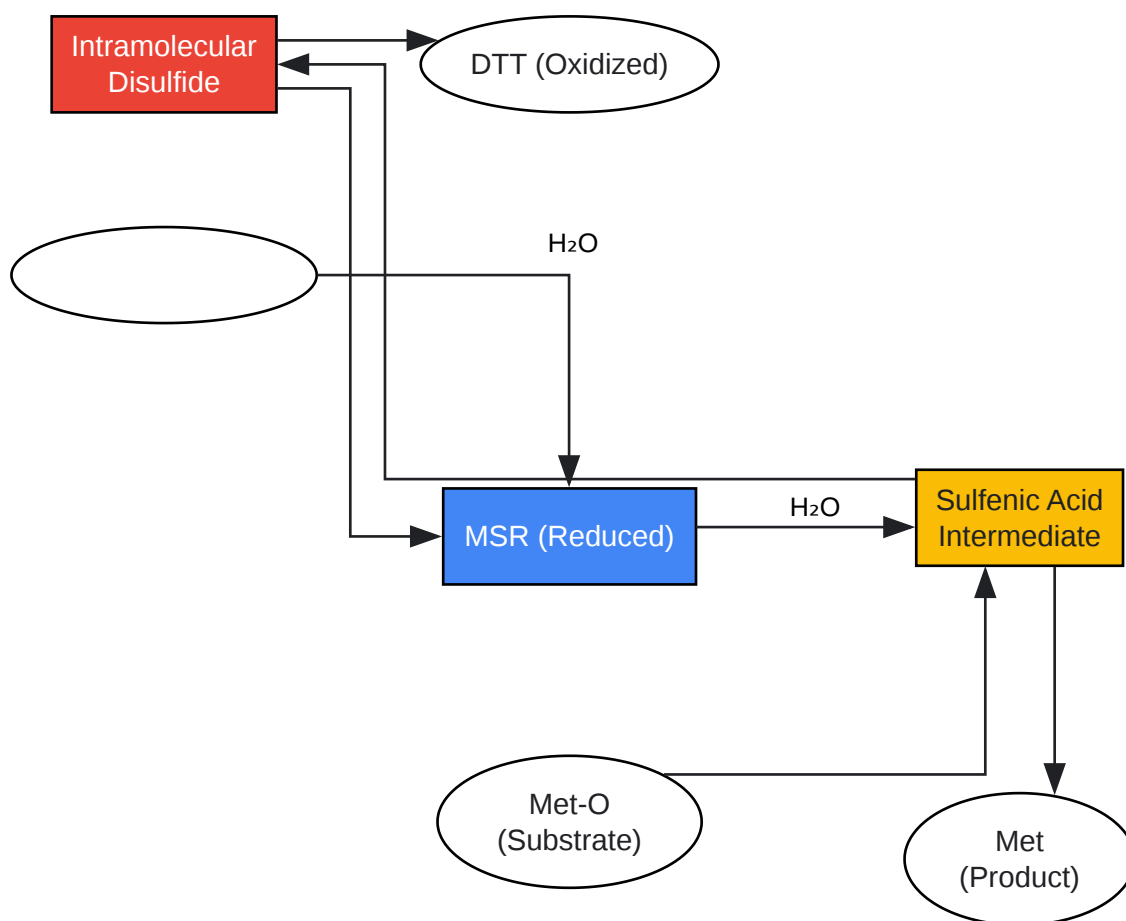 Intramolecular
Disulfide
DTT (Oxidized)
H₂O
MSR (Reduced)
H₂O
Sulfenic Acid
Intermediate
Met-O
(Substrate)
Met
(Product)